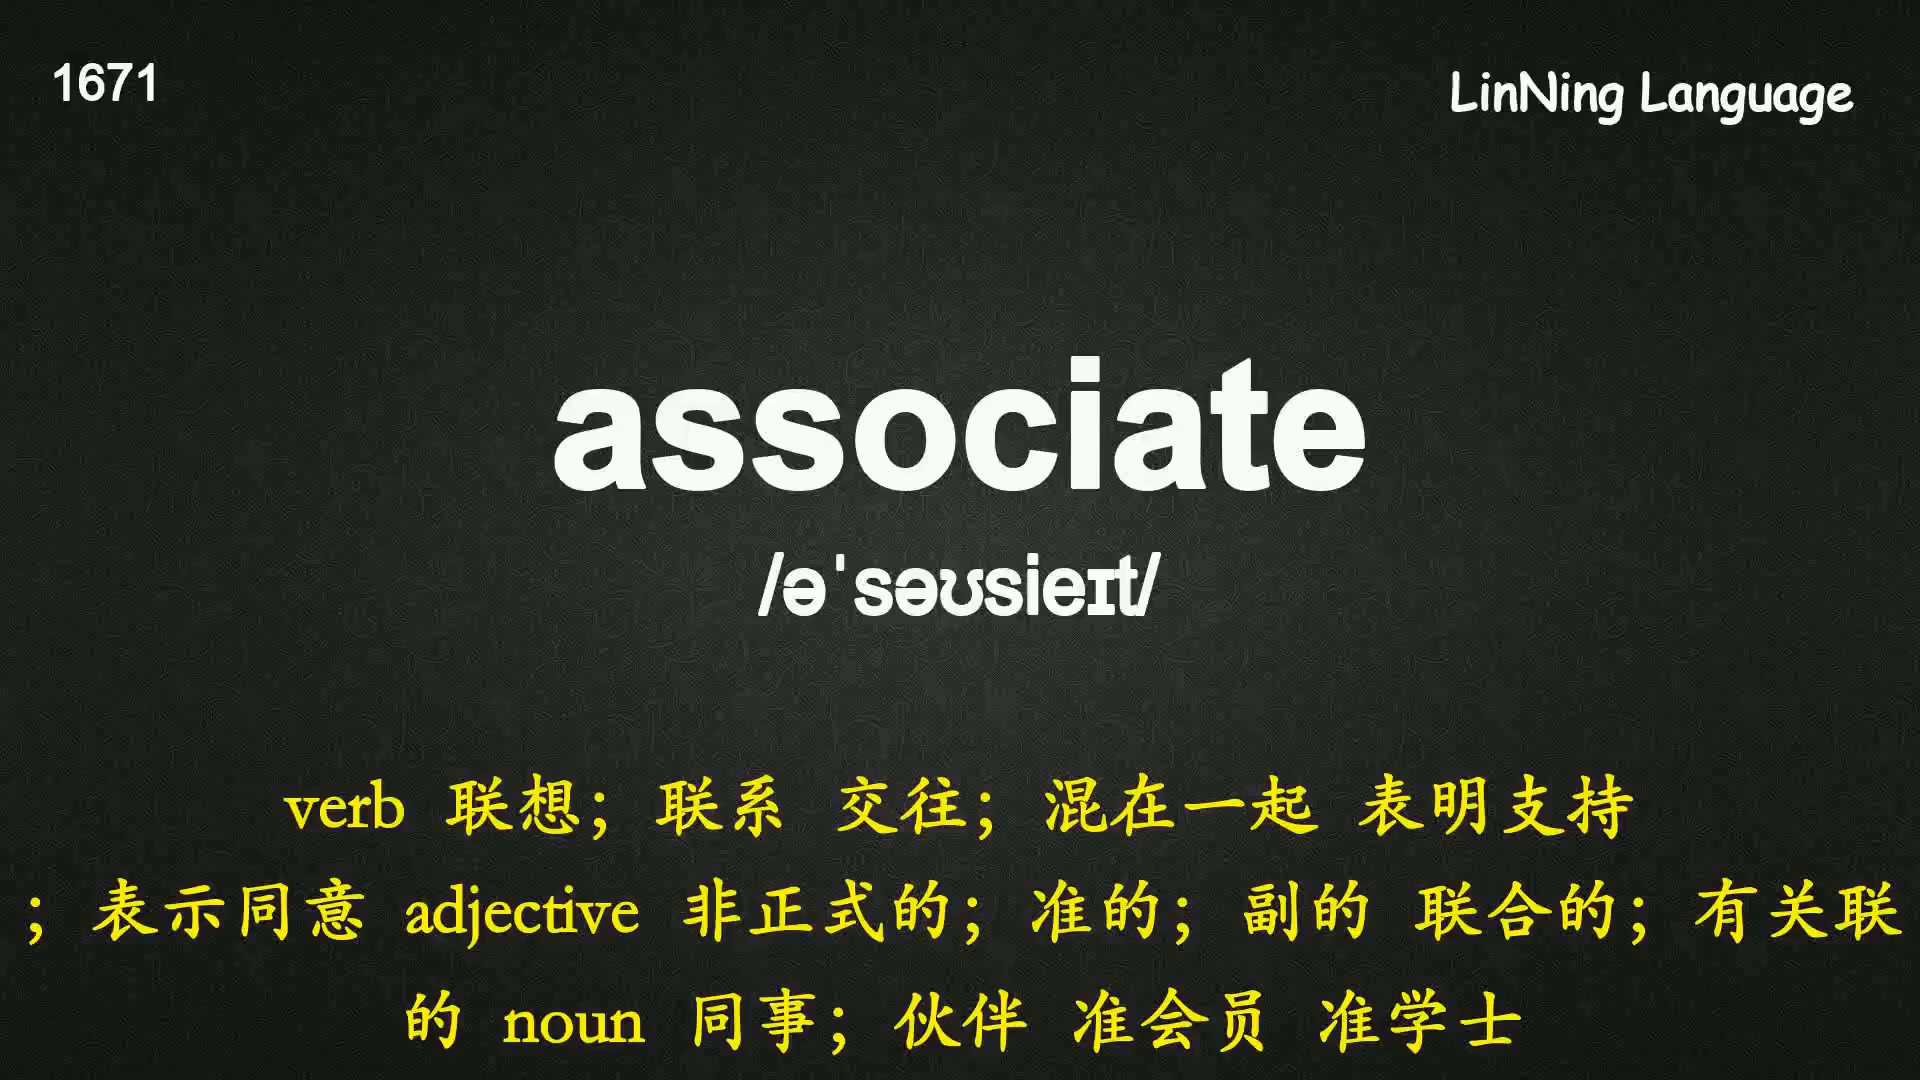 1671
LinNing Language
associate
/əˈsəʊsieɪt/
verb 联想；联系 交往；混在一起 表明支持
；表示同意 adjective 非正式的；准的；副的 联合的；有关联
的 noun 同事；伙伴 准会员 准学士